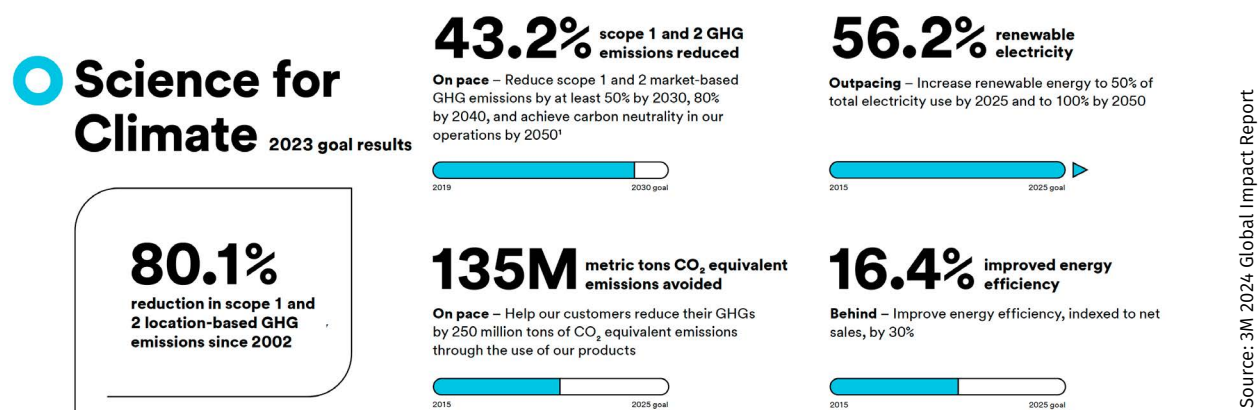 Science for
Climate 2023 goal results
80.1%
reduction in scope 1 and
2 location-based GHG
emissions since 2002
43.2% scope 1 and 2 GHG
emissions reduced
On pace – Reduce scope 1 and 2 market-based
GHG emissions by at least 50% by 2030, 80%
by 2040, and achieve carbon neutrality in our
operations by 2050¹
2019 2030 goal
56.2% renewable
electricity
Outpacing – Increase renewable energy to 50% of
total electricity use by 2025 and to 100% by 2050
2015 2025 goal
135M metric tons CO₂ equivalent
emissions avoided
On pace – Help our customers reduce their GHGs
by 250 million tons of CO₂ equivalent emissions
through the use of our products
2015 2025 goal
16.4% improved energy
efficiency
Behind – Improve energy efficiency, indexed to net
sales, by 30%
2015 2025 goal
Source: 3M 2024 Global Impact Report